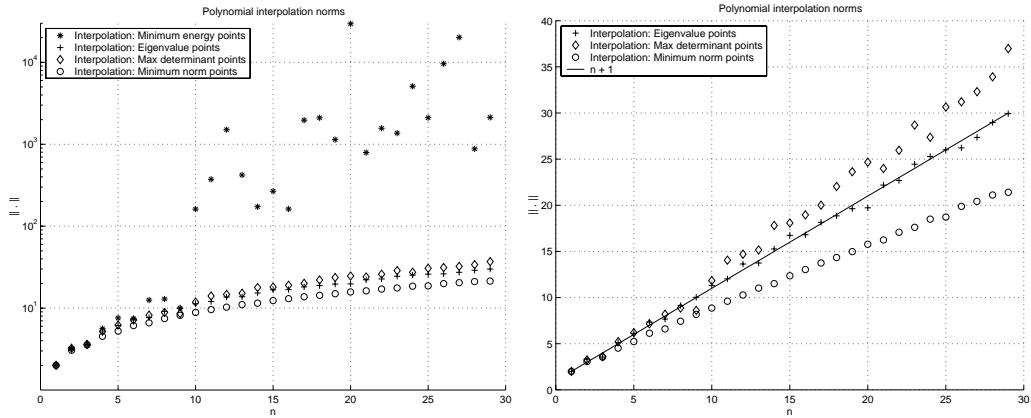 Polynomial interpolation norms
Interpolation: Minimum energy points
Interpolation: Eigenvalue points
Interpolation: Max determinant points
Interpolation: Minimum norm points
10^4
10^3
10^2
10^1
|| . ||
0 5 10 15 20 25 30
n
Polynomial interpolation norms
Interpolation: Eigenvalue points
Interpolation: Max determinant points
Interpolation: Minimum norm points
n + 1
40
35
30
25
20
15
10
5
0
|| . ||
0 5 10 15 20 25 30
n